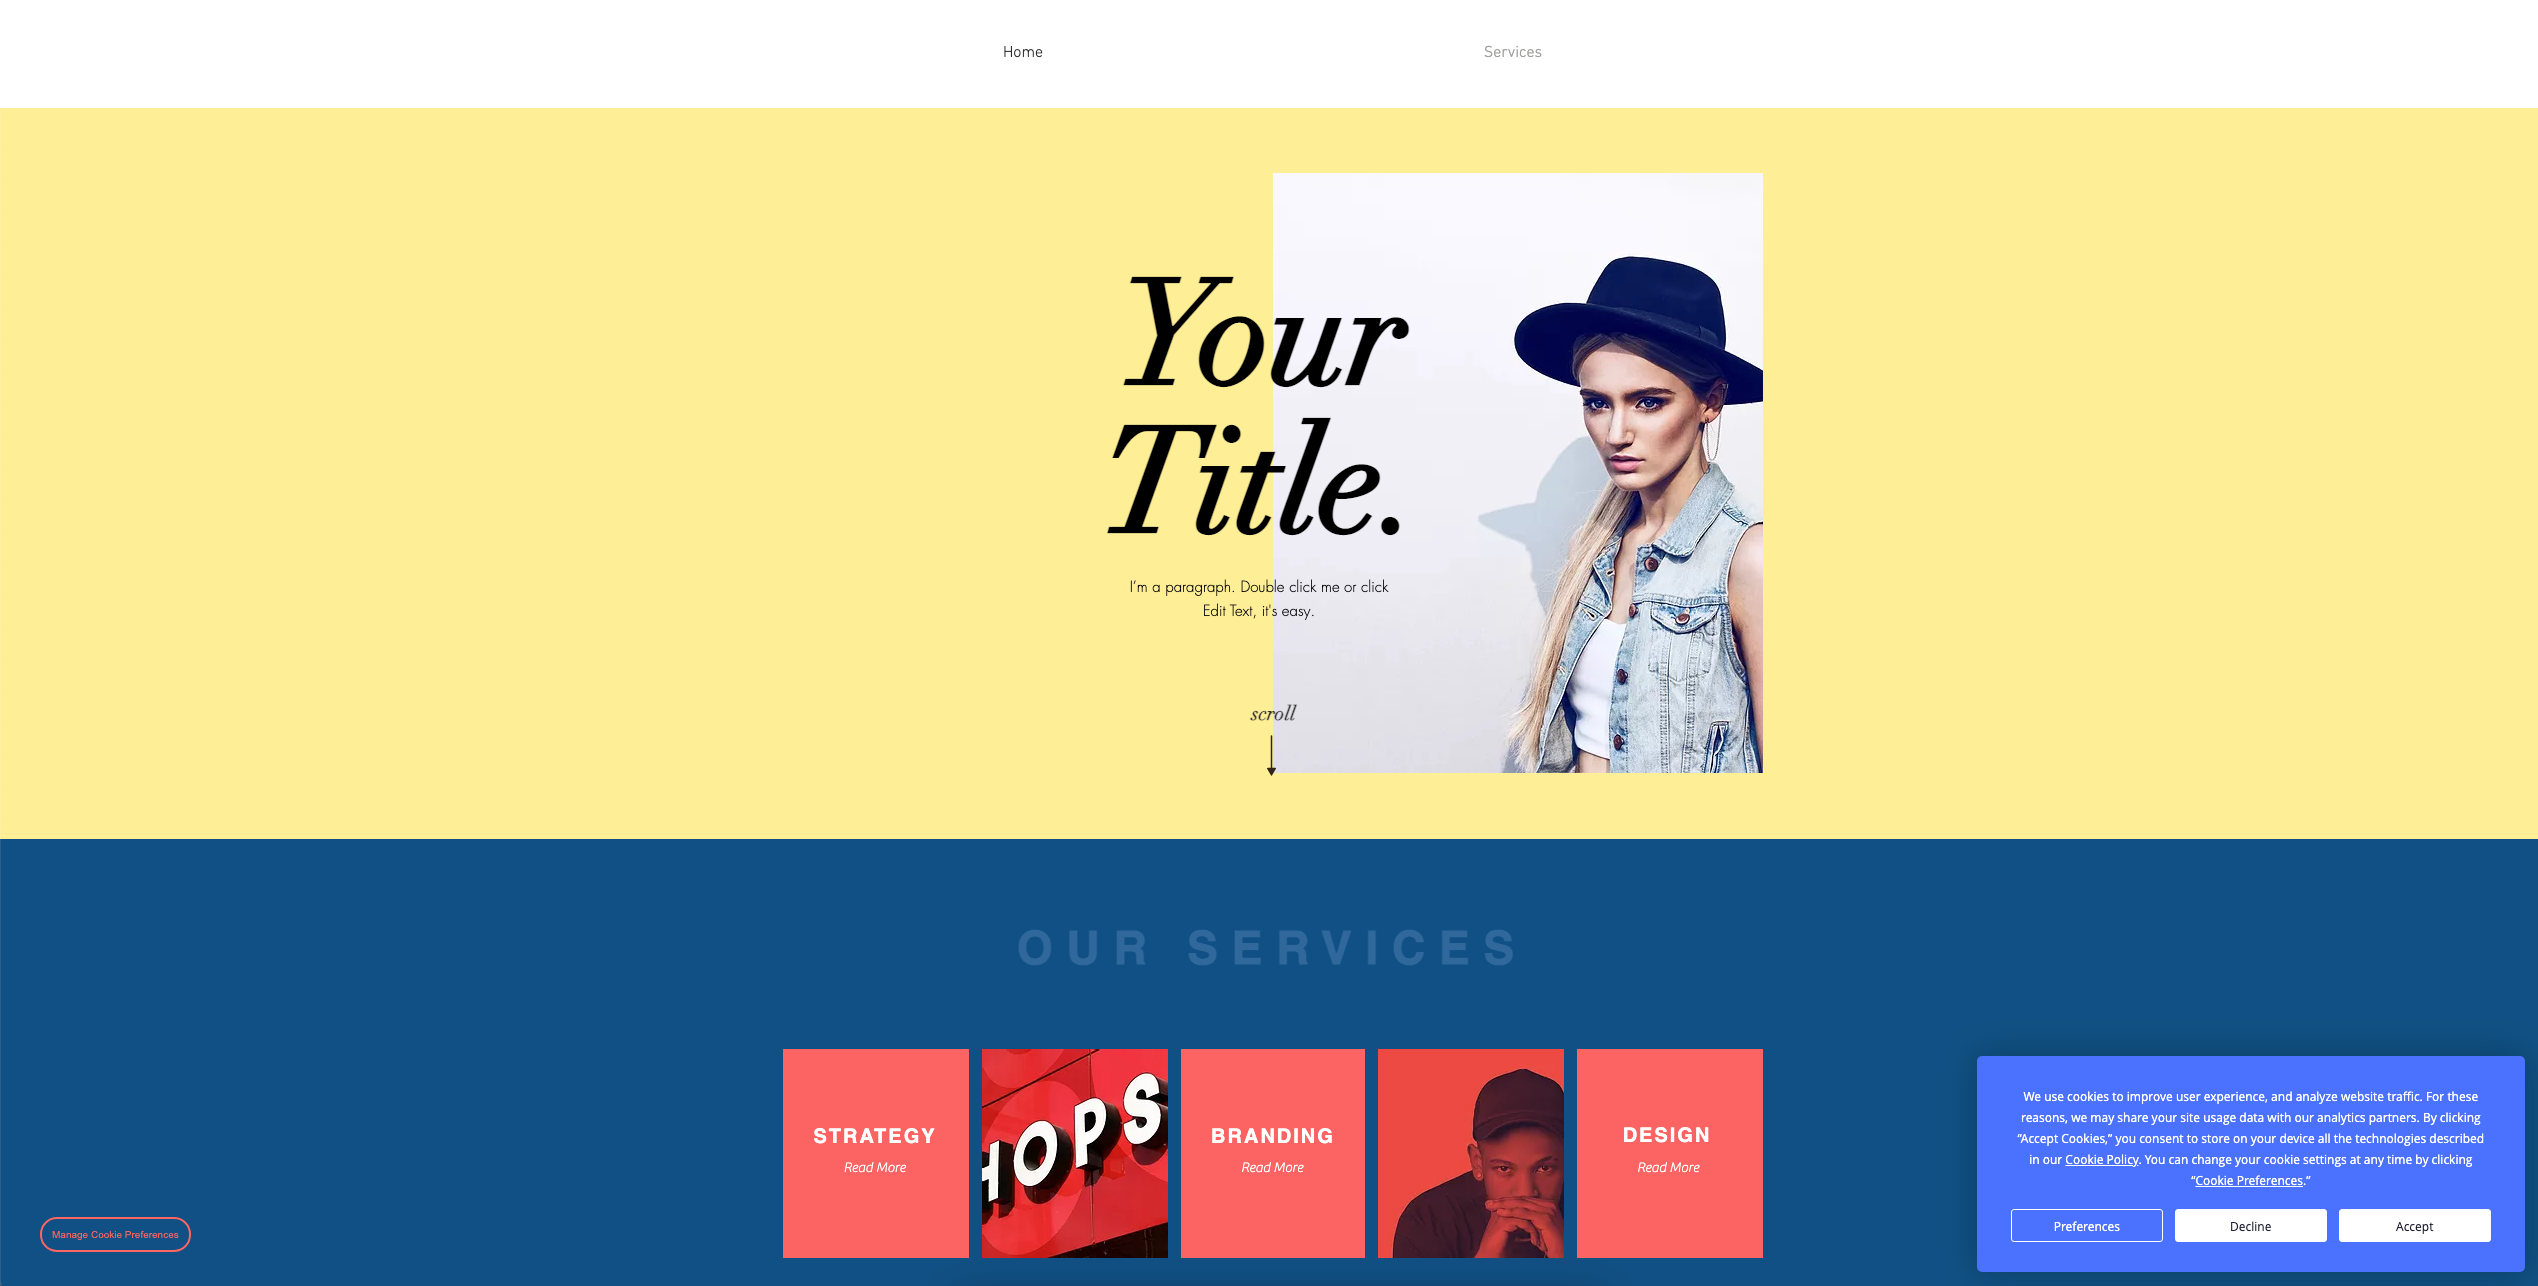 Home
Services
Your
Title.
I'm a paragraph. Double click me or click
Edit Text, it's easy.
scroll
OUR SERVICES
STRATEGY
Read More
HOPS
BRANDING
Read More
DESIGN
Read More
Manage Cookie Preferences
We use cookies to improve user experience, and analyze website traffic. For these
reasons, we may share your site usage data with our analytics partners. By clicking
“Accept Cookies,” you consent to store on your device all the technologies described
in our Cookie Policy. You can change your cookie settings at any time by clicking
“Cookie Preferences.”
Preferences
Decline
Accept